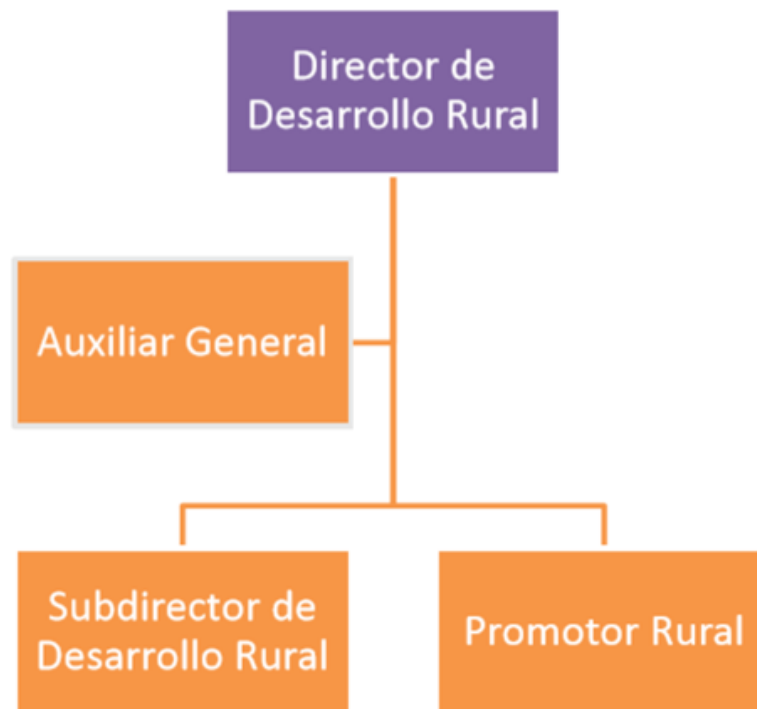 Director de
Desarrollo Rural
Auxiliar General
Subdirector de
Desarrollo Rural
Promotor Rural